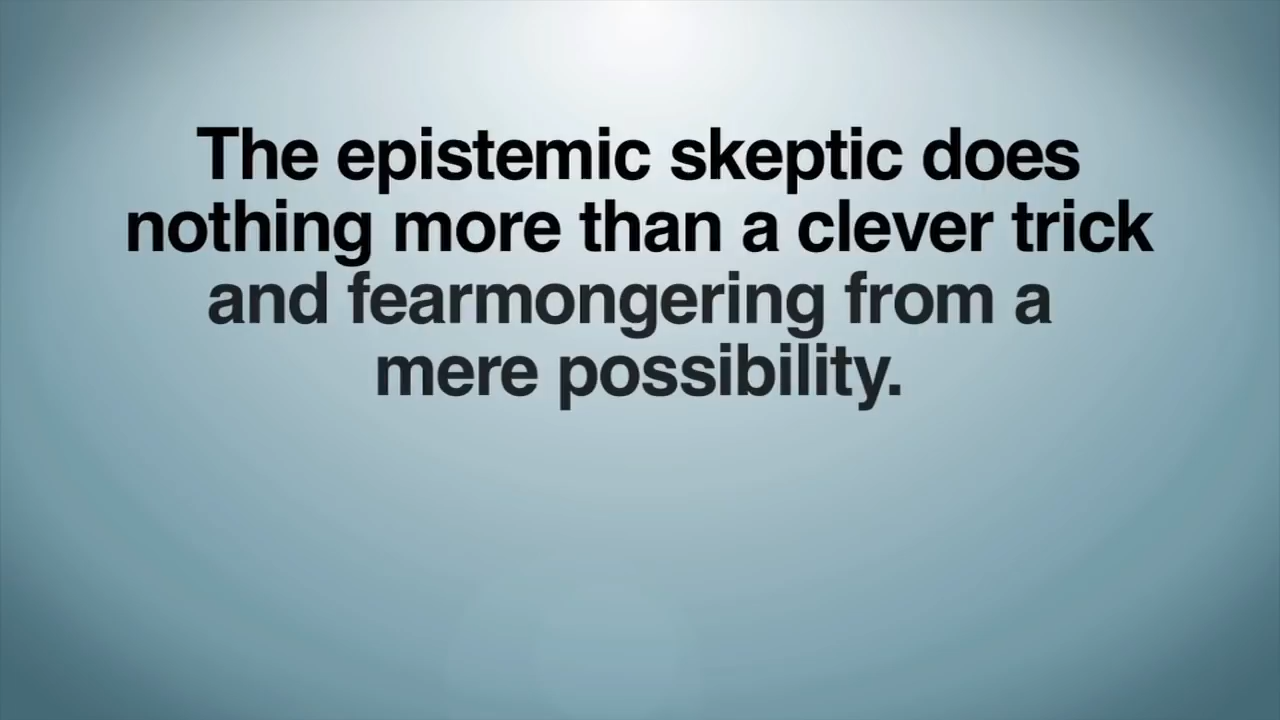 The epistemic skeptic does
nothing more than a clever trick
and fearmongering from a
mere possibility.